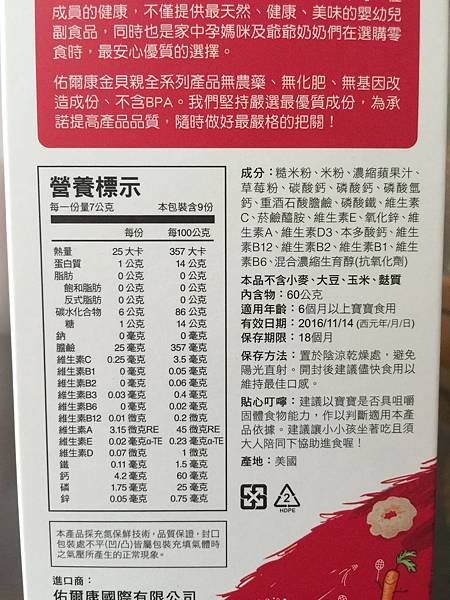 成員的健康，不僅提供最天然、健康、美味的嬰幼兒
副食品，同時也是家中孕媽咪及爺爺奶奶們在選購零
食時，最安心優質的選擇。
佑爾康金貝親全系列產品無農藥、無化肥、無基因改
造成份、不含BPA。我們堅持嚴選最優質成份，為承
諾提高產品品質，隨時做好最嚴格的把關！
營養標示
每一份量7公克 本包裝含9份
每份 每100公克
熱量 25 大卡 357 大卡
蛋白質 1 公克 14 公克
脂肪 0 公克 0 公克
飽和脂肪 0 公克 0 公克
反式脂肪 0 公克 0 公克
碳水化合物 6 公克 86 公克
糖 1 公克 14 公克
鈉 0 毫克 0 毫克
膽鹼 25 毫克 357 毫克
維生素C 0.25 毫克 3.5 毫克
維生素B1 0 毫克 0.05 毫克
維生素B2 0 毫克 0.06 毫克
維生素B3 0.03 毫克 0.4 毫克
維生素B6 0 毫克 0.02 毫克
維生素B12 0.01 微克 0.2 微克
維生素A 3.15 微克RE 45 微克RE
維生素E 0.02 毫克α-TE 0.23 毫克α-TE
維生素D 0.07 微克 1 微克
鐵 0.11 毫克 1.5 毫克
鈣 4.2 毫克 60 毫克
磷 1.75 毫克 25 毫克
鋅 0.05 毫克 0.75 毫克
本產品採充氮保鮮技術，品質保證，封口
包裝處不平(凹/凸)皆屬包裝充填氣體時
之氣壓所產生的正常現象。
進口商：
佑爾康國際有限公司
成分：糙米粉、米粉、濃縮蘋果汁、
草莓粉、碳酸鈣、磷酸鈣、磷酸氫
鈣、重酒石酸膽鹼、磷酸鐵、維生素
C、菸鹼醯胺、維生素E、氧化鋅、維生
素A、維生素D3、本多酸鈣、維生素
B12、維生素B2、維生素B1、維生素
B6、混合濃縮生育醇(抗氧化劑)
本品不含小麥、大豆、玉米、麩質
內含物：60公克
適用年齡：6個月以上寶寶食用
有效日期：2016/11/14 (西元年/月/日)
保存期限：18個月
保存方法：置於陰涼乾燥處，避免
陽光直射。開封後建議儘快食用以
維持最佳口感。
貼心叮嚀：建議以寶寶是否具咀嚼
固體食物能力，作以判斷適用本產
品依據。建議讓小小孩坐著吃且須
大人陪同下協助進食喔！
產地：美國
2
HDPE